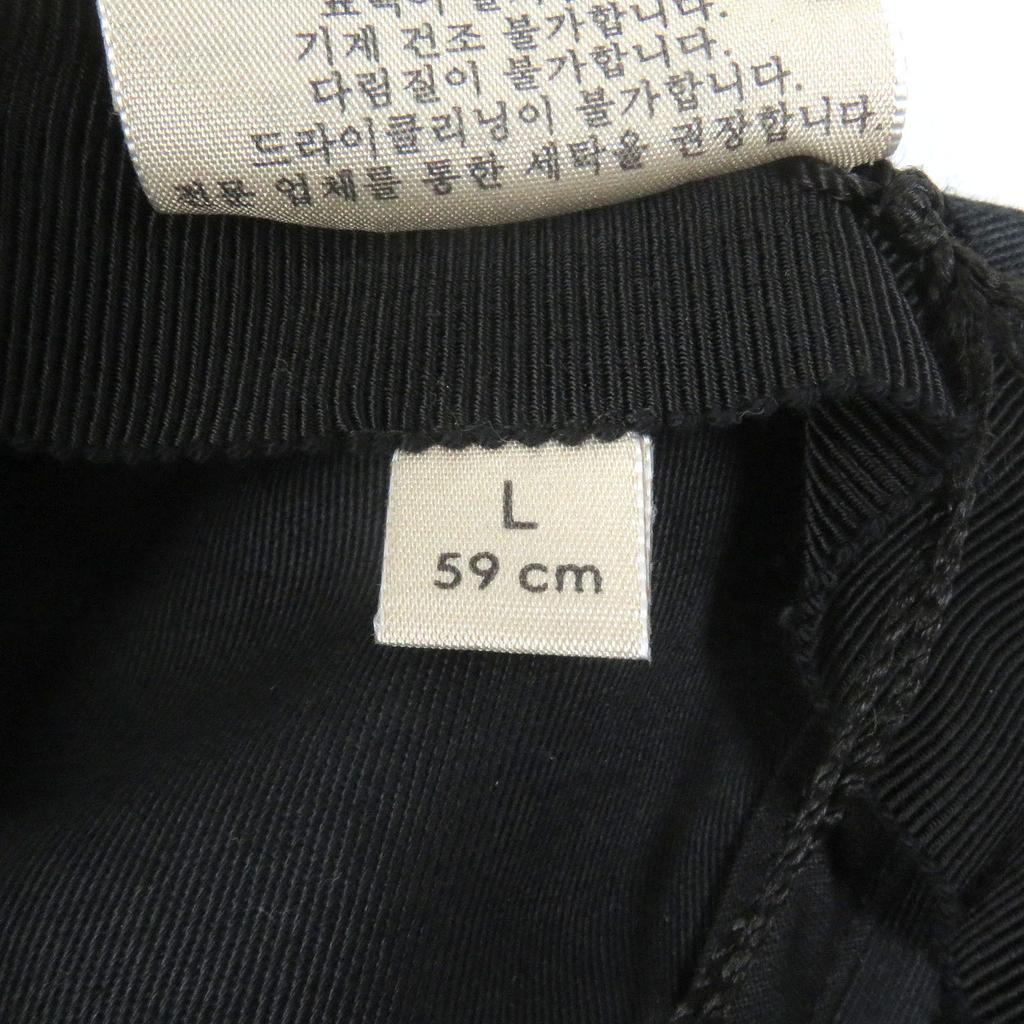 기계 건조 불가합니다.
다림질이 불가합니다.
드라이클리닝이 불가합니다.
전문 업체를 통한 세탁을 권장합니다.
L
59 cm